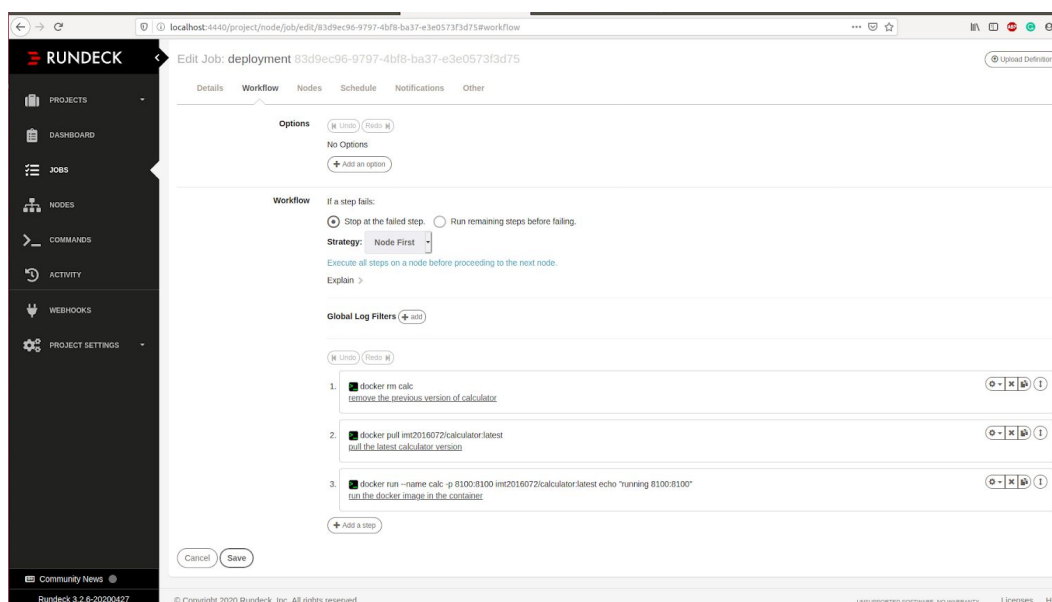 localhost:4440/project/node/job/edit/83d9ec96-9797-4bf8-ba37-e3e0573f3d75#workflow
RUNDECK
Edit Job: deployment 83d9ec96-9797-4bf8-ba37-e3e0573f3d75
Upload Definition
Details Workflow Nodes Schedule Notifications Other
PROJECTS
DASHBOARD
JOBS
NODES
COMMANDS
ACTIVITY
WEBHOOKS
PROJECT SETTINGS
Options
Undo Redo
No Options
Add an option
Workflow
If a step fails:
Stop at the failed step. Run remaining steps before failing.
Strategy: Node First
Execute all steps on a node before proceeding to the next node.
Explain
Global Log Filters add
Undo Redo
1. docker rm calc
remove the previous version of calculator
2. docker pull imt2016072/calculator:latest
pull the latest calculator version
3. docker run --name calc -p 8100:8100 imt2016072/calculator:latest echo "running 8100:8100"
run the docker image in the container
Add a step
Cancel Save
Community News
Rundeck 3.2.6-20200427
© Copyright 2020 Rundeck, Inc. All rights reserved.
Licenses